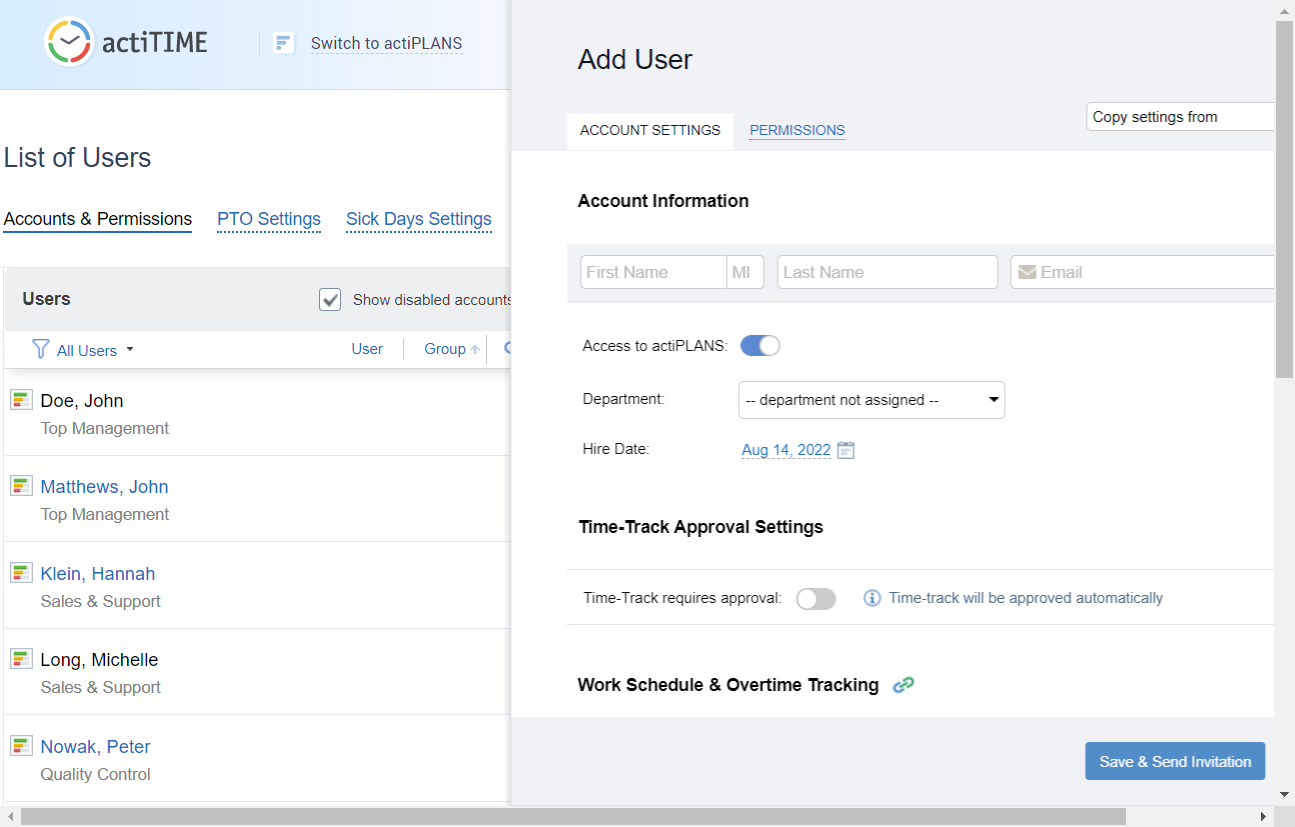 actiTIME
Switch to actiPLANS
List of Users
Accounts & Permissions
PTO Settings
Sick Days Settings
Users
Show disabled accounts
All Users
User
Group
Doe, John
Top Management
Matthews, John
Top Management
Klein, Hannah
Sales & Support
Long, Michelle
Sales & Support
Nowak, Peter
Quality Control
Add User
ACCOUNT SETTINGS
PERMISSIONS
Copy settings from
Account Information
First Name
MI
Last Name
Email
Access to actiPLANS:
Department:
-- department not assigned --
Hire Date:
Aug 14, 2022
Time-Track Approval Settings
Time-Track requires approval:
Time-track will be approved automatically
Work Schedule & Overtime Tracking
Save & Send Invitation